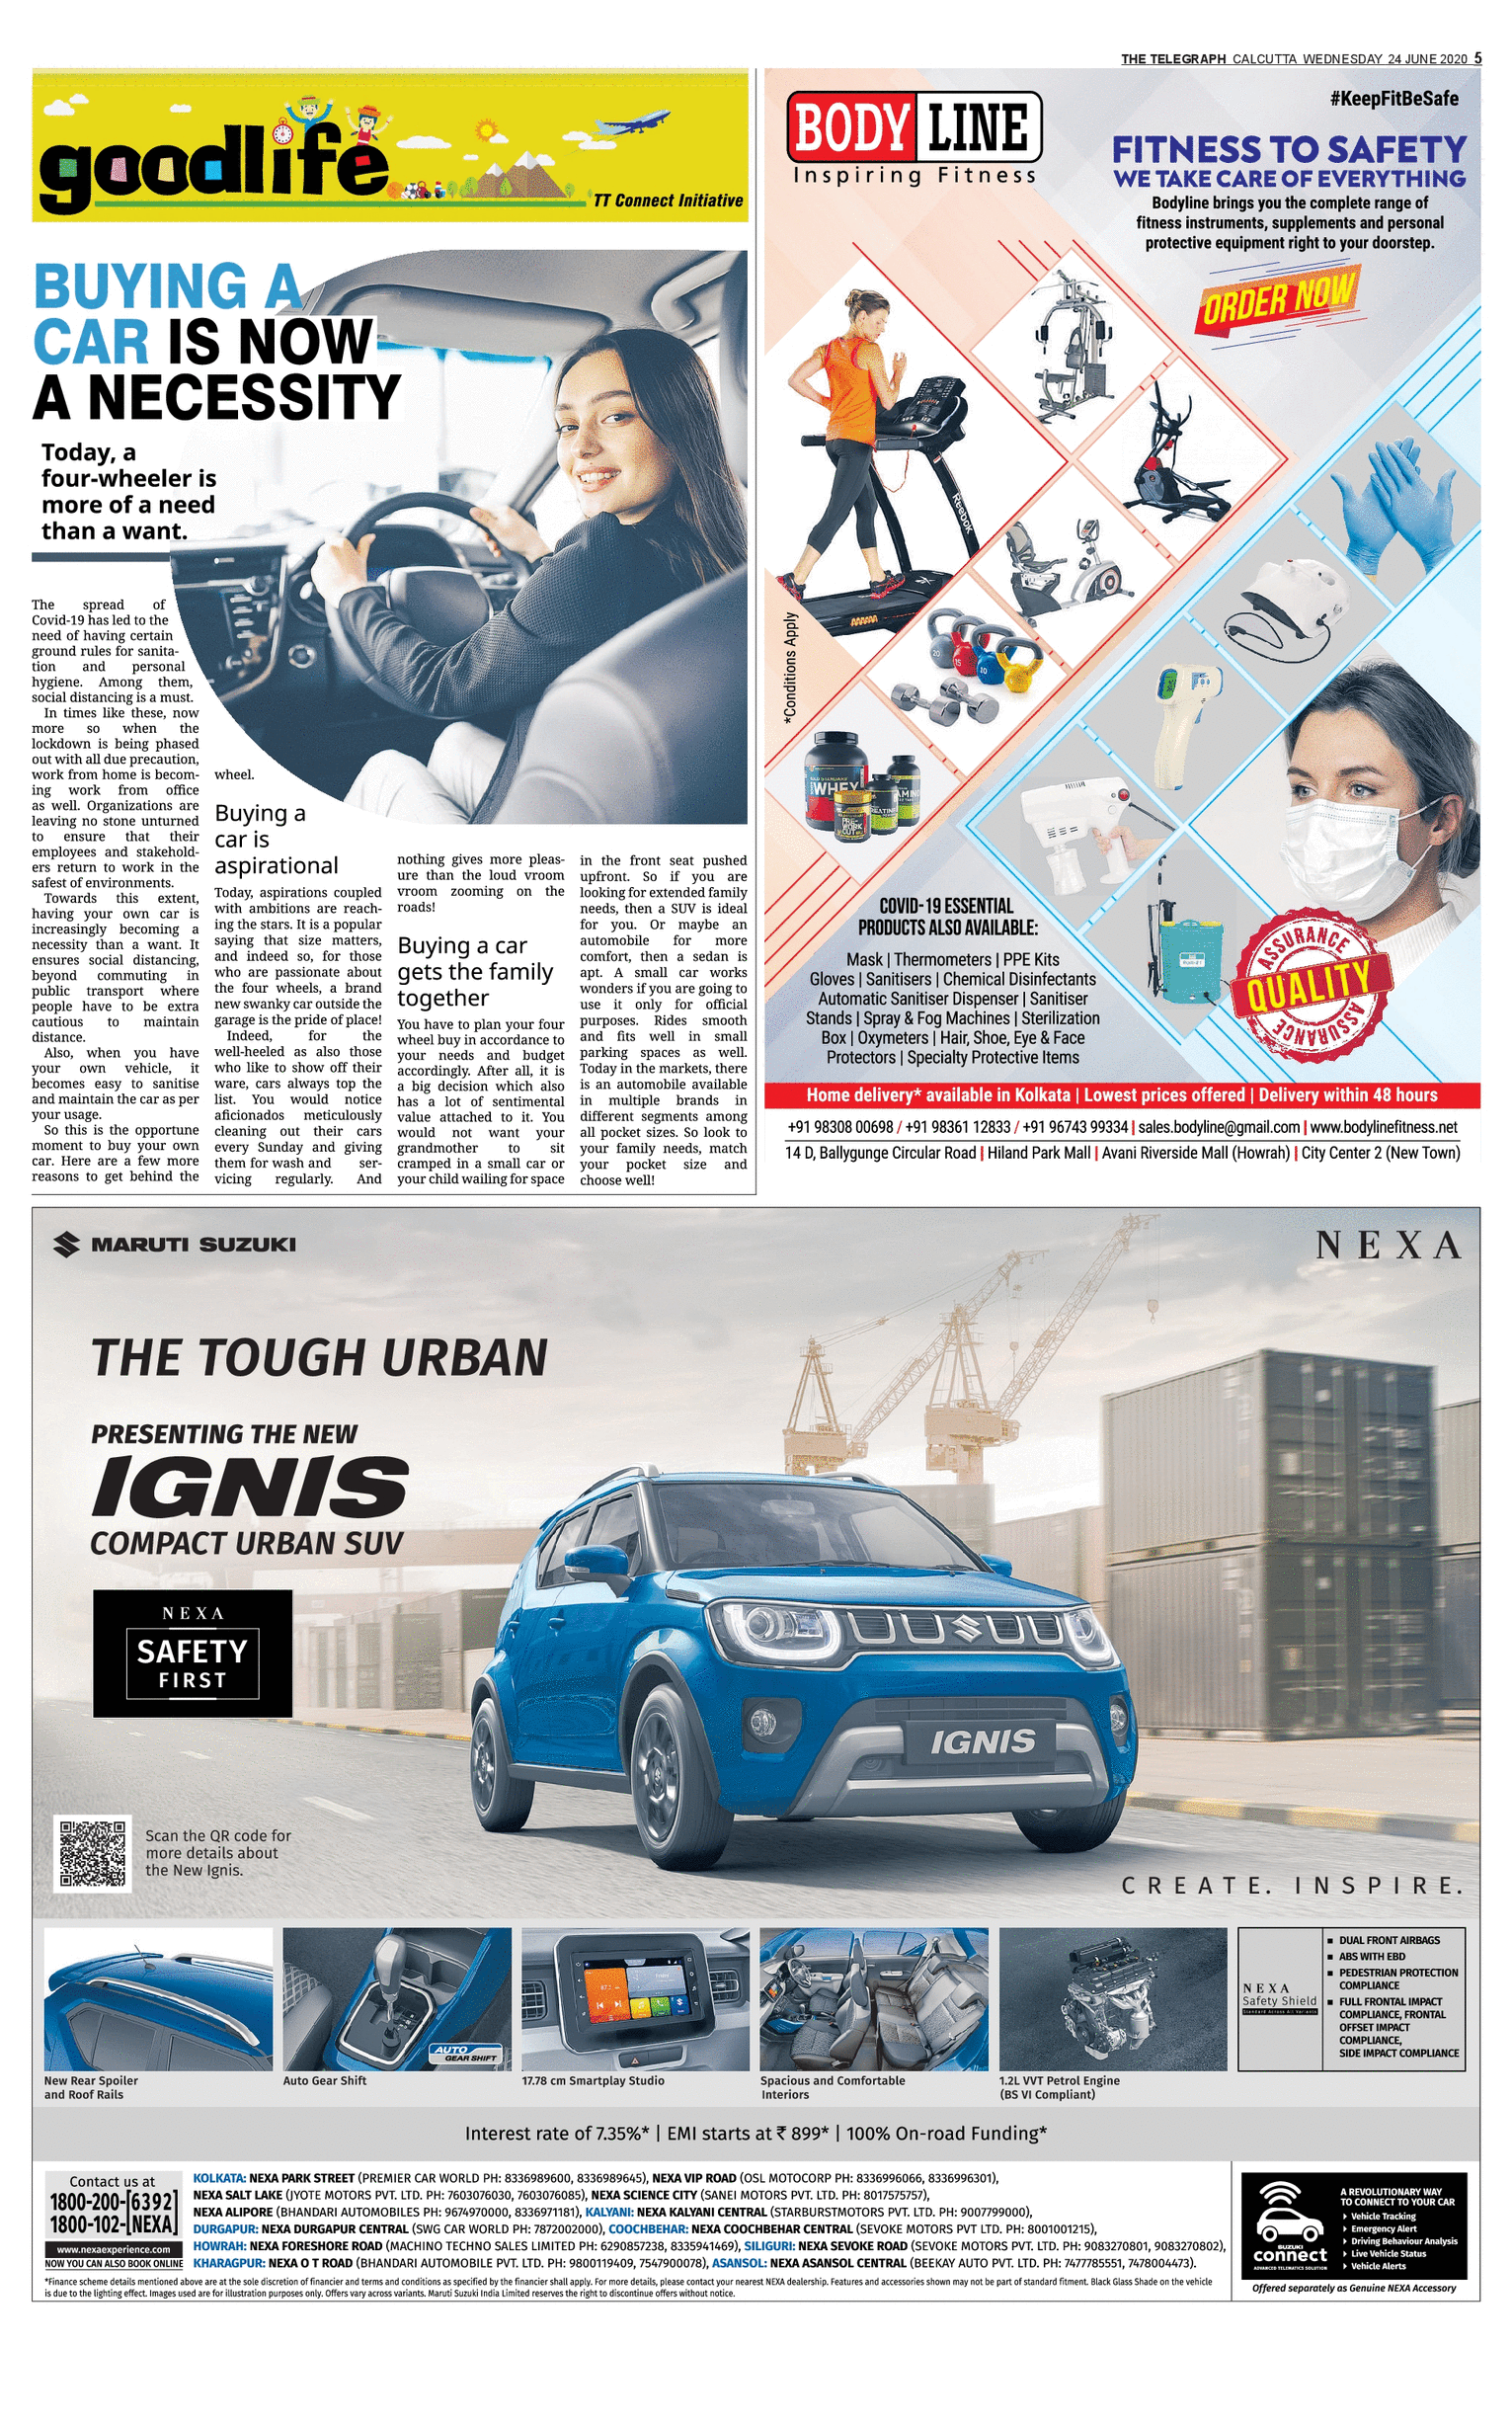 THE TELEGRAPH CALCUTTA WEDNESDAY 24 JUNE 2020 5
goodlife
TT Connect Initiative
BUYING A
CAR IS NOW
A NECESSITY
Today, a
four-wheeler is
more of a need
than a want.
The spread of
Covid-19 has led to the
need of having certain
ground rules for sanita-
tion and personal
hygiene. Among them,
social distancing is a must.
In times like these, now
more so when the
lockdown is being phased
out with all due precaution,
work from home is becom-
ing work from office
as well. Organizations are
leaving no stone unturned
to ensure that their
employees and stakehold-
ers return to work in the
safest of environments.
Towards this extent,
having your own car is
increasingly becoming a
necessity than a want. It
ensures social distancing,
beyond commuting in
public transport where
people have to be extra
cautious to maintain
distance.
Also, when you have
your own vehicle, it
becomes easy to sanitise
and maintain the car as per
your usage.
So this is the opportune
moment to buy your own
car. Here are a few more
reasons to get behind the
wheel.
Buying a
car is
aspirational
Today, aspirations coupled
with ambitions are reach-
ing the stars. It is a popular
saying that size matters,
and indeed so, for those
who are passionate about
the four wheels, a brand
new swanky car outside the
garage is the pride of place!
Indeed, for the
well-heeled as also those
who like to show off their
ware, cars always top the
list. You would notice
aficionados meticulously
cleaning out their cars
every Sunday and giving
them for wash and ser-
vicing regularly. And
nothing gives more pleas-
ure than the loud vroom
vroom zooming on the
roads!
Buying a car
gets the family
together
You have to plan your four
wheel buy in accordance to
your needs and budget
accordingly. After all, it is
a big decision which also
has a lot of sentimental
value attached to it. You
would not want your
grandmother to sit
cramped in a small car or
your child wailing for space
in the front seat pushed
upfront. So if you are
looking for extended family
needs, then a SUV is ideal
for you. Or maybe an
automobile for more
comfort, then a sedan is
apt. A small car works
wonders if you are going to
use it only for official
purposes. Rides smooth
and fits well in small
parking spaces as well.
Today in the markets, there
is an automobile available
in multiple brands in
different segments among
all pocket sizes. So look to
your family needs, match
your pocket size and
choose well!
BODY LINE
Inspiring Fitness
#KeepFitBeSafe
FITNESS TO SAFETY
WE TAKE CARE OF EVERYTHING
Bodyline brings you the complete range of
fitness instruments, supplements and personal
protective equipment right to your doorstep.
ORDER NOW
Reebok
20
15
10
*Conditions Apply
WHEY
PRE-
WORK
CUT
COVID-19 ESSENTIAL
PRODUCTS ALSO AVAILABLE:
Mask | Thermometers | PPE Kits
Gloves | Sanitisers | Chemical Disinfectants
Automatic Sanitiser Dispenser | Sanitiser
Stands | Spray & Fog Machines | Sterilization
Box | Oxymeters | Hair, Shoe, Eye & Face
Protectors | Specialty Protective Items
ASSURANCE
QUALITY
ASSURANCE
Home delivery* available in Kolkata | Lowest prices offered | Delivery within 48 hours
+91 98308 00698 / +91 98361 12833 / +91 96743 99334 | sales.bodyline@gmail.com | www.bodylinefitness.net
14 D, Ballygunge Circular Road | Hiland Park Mall | Avani Riverside Mall (Howrah) | City Center 2 (New Town)
MARUTI SUZUKI
NEXA
THE TOUGH URBAN
PRESENTING THE NEW
IGNIS
COMPACT URBAN SUV
NEXA
SAFETY
FIRST
IGNIS
Scan the QR code for
more details about
the New Ignis.
CREATE. INSPIRE.
AUTO
GEAR SHIFT
New Rear Spoiler
and Roof Rails
Auto Gear Shift
17.78 cm Smartplay Studio
Spacious and Comfortable
Interiors
1.2L VVT Petrol Engine
(BS VI Compliant)
NEXA
Safety Shield
Standard Across All Variants
▪ DUAL FRONT AIRBAGS
▪ ABS WITH EBD
▪ PEDESTRIAN PROTECTION
COMPLIANCE
▪ FULL FRONTAL IMPACT
COMPLIANCE, FRONTAL
OFFSET IMPACT
COMPLIANCE,
SIDE IMPACT COMPLIANCE
Interest rate of 7.35%* | EMI starts at ₹ 899* | 100% On-road Funding*
Contact us at
1800-200-[6392]
1800-102-[NEXA]
www.nexaexperience.com
NOW YOU CAN ALSO BOOK ONLINE
KOLKATA: NEXA PARK STREET (PREMIER CAR WORLD PH: 8336989600, 8336989645), NEXA VIP ROAD (OSL MOTOCORP PH: 8336996066, 8336996301),
NEXA SALT LAKE (JYOTE MOTORS PVT. LTD. PH: 7603076030, 7603076085), NEXA SCIENCE CITY (SANEI MOTORS PVT. LTD. PH: 8017575757),
NEXA ALIPORE (BHANDARI AUTOMOBILES PH: 9674970000, 8336971181), KALYANI: NEXA KALYANI CENTRAL (STARBURSTMOTORS PVT. LTD. PH: 9007799000),
DURGAPUR: NEXA DURGAPUR CENTRAL (SWG CAR WORLD PH: 7872002000), COOCHBEHAR: NEXA COOCHBEHAR CENTRAL (SEVOKE MOTORS PVT LTD. PH: 8001001215),
HOWRAH: NEXA FORESHORE ROAD (MACHINO TECHNO SALES LIMITED PH: 6290857238, 8335941469), SILIGURI: NEXA SEVOKE ROAD (SEVOKE MOTORS PVT. LTD. PH: 9083270801, 9083270802),
KHARAGPUR: NEXA O T ROAD (BHANDARI AUTOMOBILE PVT. LTD. PH: 9800119409, 7547900078), ASANSOL: NEXA ASANSOL CENTRAL (BEEKAY AUTO PVT. LTD. PH: 7477785551, 7478004473).
*Finance scheme details mentioned above are at the sole discretion of financier and terms and conditions as specified by the financier shall apply. For more details, please contact your nearest NEXA dealership. Features and accessories shown may not be part of standard fitment. Black Glass Shade on the vehicle
is due to the lighting effect. Images used are for illustration purposes only. Offers vary across variants. Maruti Suzuki India Limited reserves the right to discontinue offers without notice.
SUZUKI
connect
ADVANCED TELEMATICS SOLUTION
A REVOLUTIONARY WAY
TO CONNECT TO YOUR CAR
Vehicle Tracking
Emergency Alert
Driving Behaviour Analysis
Live Vehicle Status
Vehicle Alerts
Offered separately as Genuine NEXA Accessory